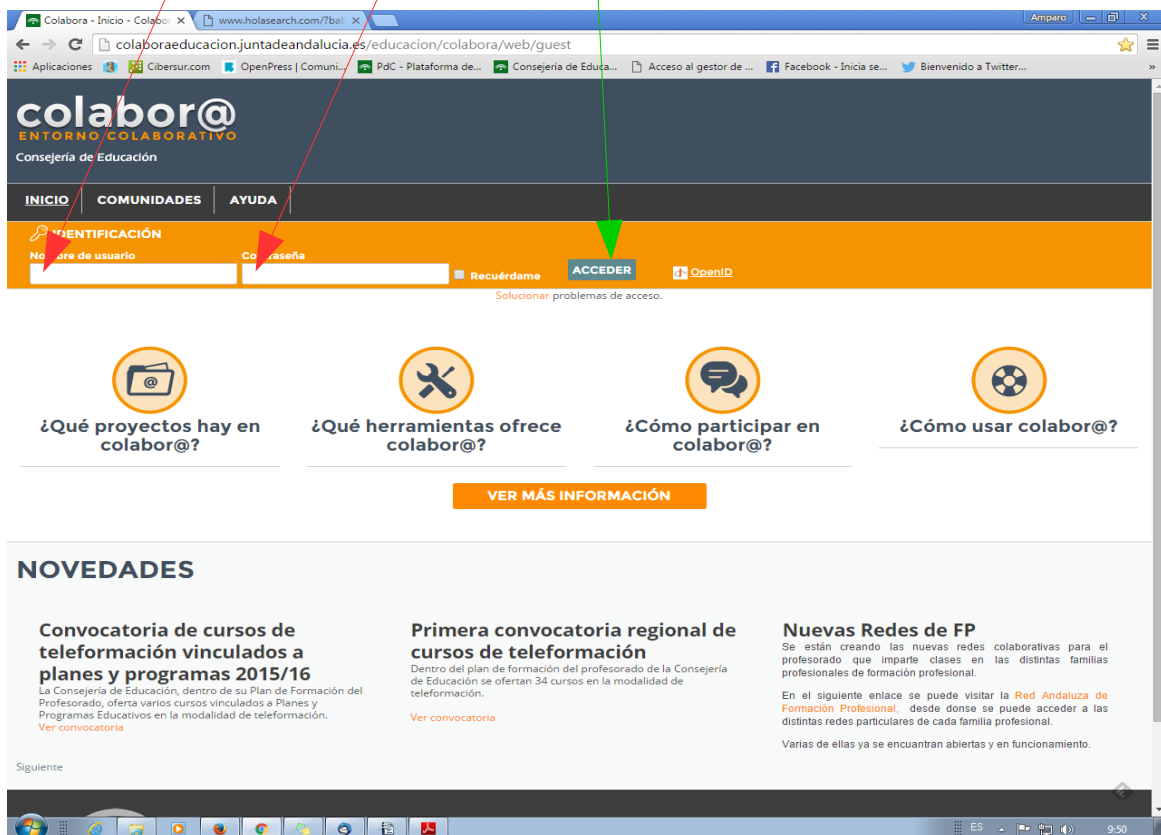 Colabora - Inicio - Colabo
www.holasearch.com/?bab
Amparo
colaboraeducacion.juntadeandalucia.es/educacion/colabora/web/guest
Aplicaciones
Cibersur.com
OpenPress | Comuni...
PdC - Plataforma de...
Consejería de Educa...
Acceso al gestor de ...
Facebook - Inicia se...
Bienvenido a Twitter...
»
colabor@
ENTORNO COLABORATIVO
Consejería de Educación
INICIO
COMUNIDADES
AYUDA
IDENTIFICACIÓN
Nombre de usuario
Contraseña
Recuérdame
ACCEDER
OpenID
Solucionar problemas de acceso.
¿Qué proyectos hay en
colabor@?
¿Qué herramientas ofrece
colabor@?
¿Cómo participar en
colabor@?
¿Cómo usar colabor@?
VER MÁS INFORMACIÓN
NOVEDADES
Convocatoria de cursos de
teleformación vinculados a
planes y programas 2015/16
La Consejería de Educación, dentro de su Plan de Formación del
Profesorado, oferta varios cursos vinculados a Planes y
Programas Educativos en la modalidad de teleformación.
Ver convocatoria
Primera convocatoria regional de
cursos de teleformación
Dentro del plan de formación del profesorado de la Consejería
de Educación se ofertan 34 cursos en la modalidad de
teleformación.
Ver convocatoria
Nuevas Redes de FP
Se están creando las nuevas redes colaborativas para el
profesorado que imparte clases en las distintas familias
profesionales de formación profesional.
En el siguiente enlace se puede visitar la Red Andaluza de
Formación Profesional, desde donse se puede acceder a las
distintas redes particulares de cada familia profesional.
Varias de ellas ya se encuantran abiertas y en funcionamiento.
Siguiente
ES
9:50